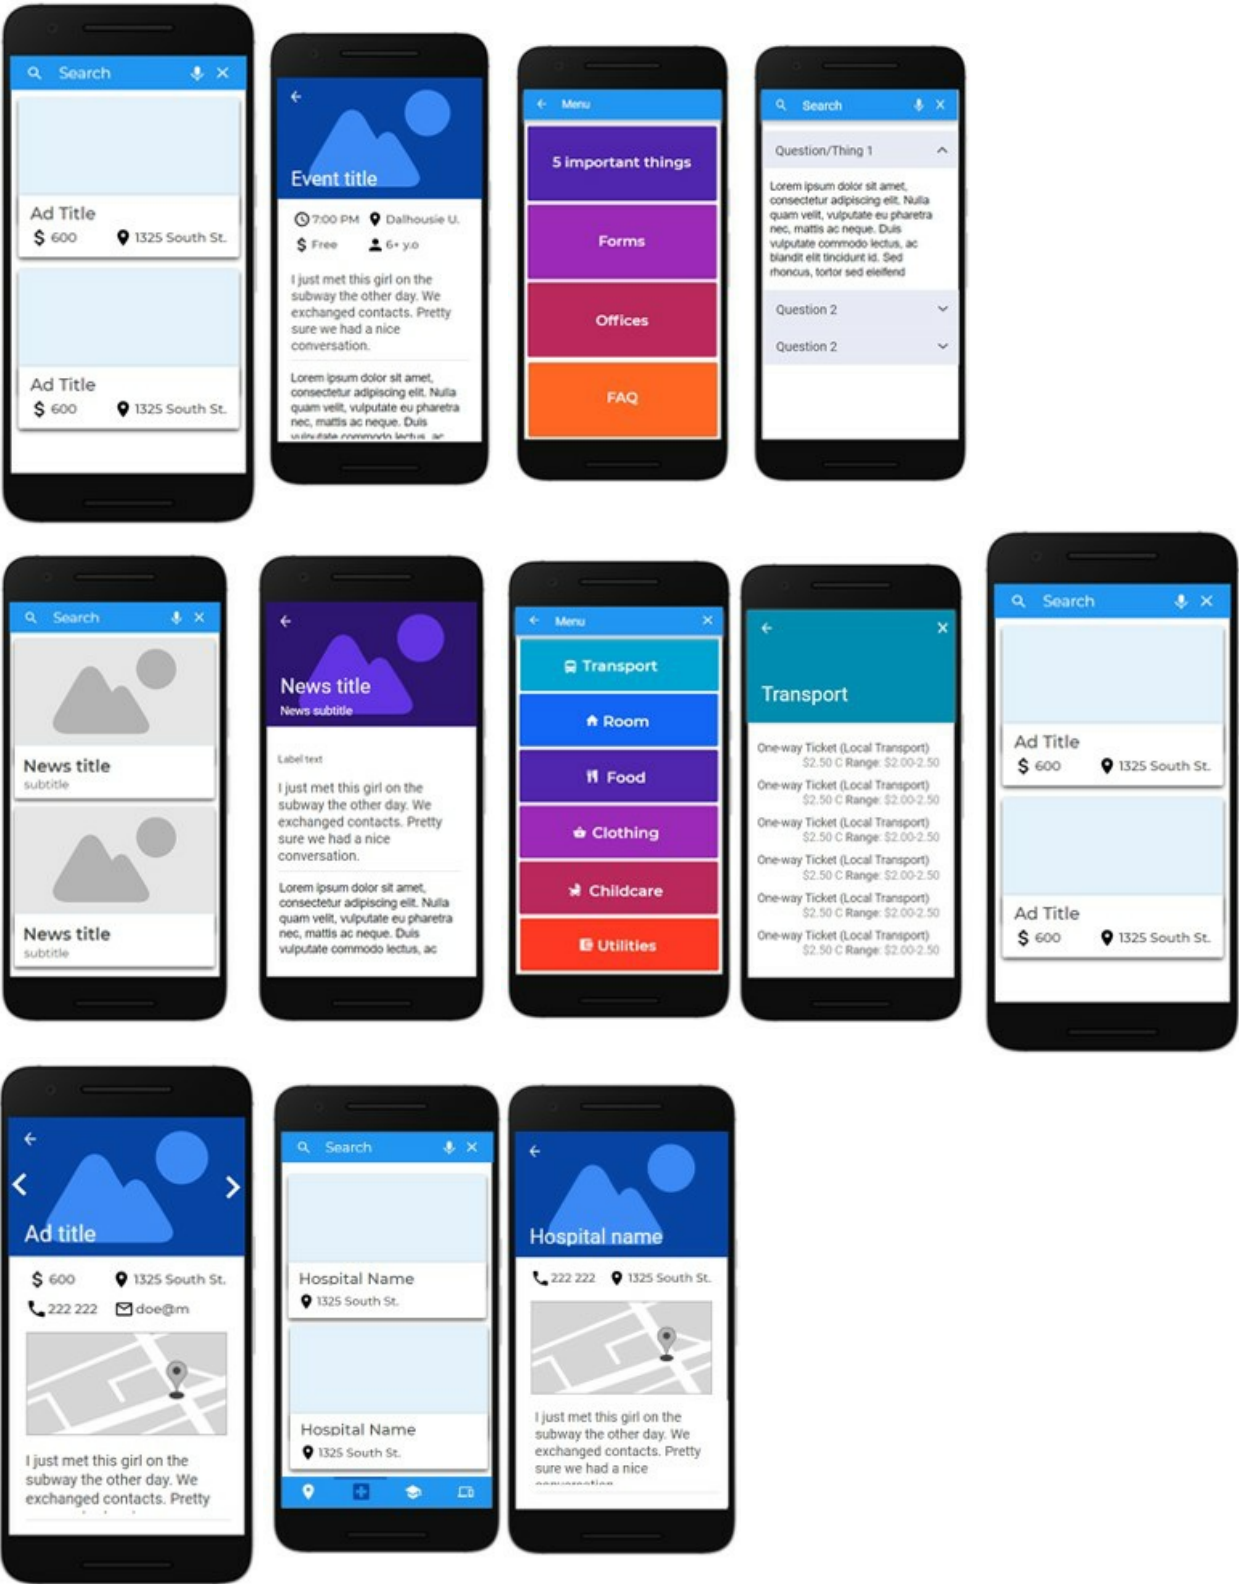 Search
Ad Title
$ 600 1325 South St.
Ad Title
$ 600 1325 South St.
Event title
7:00 PM Dalhousie U.
$ Free 6+ y.o
I just met this girl on the
subway the other day. We
exchanged contacts. Pretty
sure we had a nice
conversation.
Lorem ipsum dolor sit amet,
consectetur adipiscing elit. Nulla
quam velit, vulputate eu pharetra
nec, mattis ac neque. Duis
vulputate commodo lectus, ac
Menu
5 important things
Forms
Offices
FAQ
Search
Question/Thing 1
Lorem ipsum dolor sit amet,
consectetur adipiscing elit. Nulla
quam velit, vulputate eu pharetra
nec, mattis ac neque. Duis
vulputate commodo lectus, ac
blandit elit tincidunt id. Sed
rhoncus, tortor sed eleifend
Question 2
Question 2
Search
News title
subtitle
News title
subtitle
News title
News subtitle
Label text
I just met this girl on the
subway the other day. We
exchanged contacts. Pretty
sure we had a nice
conversation.
Lorem ipsum dolor sit amet,
consectetur adipiscing elit. Nulla
quam velit, vulputate eu pharetra
nec, mattis ac neque. Duis
vulputate commodo lectus, ac
Menu
Transport
Room
Food
Clothing
Childcare
Utilities
Transport
One-way Ticket (Local Transport)
$2.50 C Range: $2.00-2.50
One-way Ticket (Local Transport)
$2.50 C Range: $2.00-2.50
One-way Ticket (Local Transport)
$2.50 C Range: $2.00-2.50
One-way Ticket (Local Transport)
$2.50 C Range: $2.00-2.50
One-way Ticket (Local Transport)
$2.50 C Range: $2.00-2.50
One-way Ticket (Local Transport)
$2.50 C Range: $2.00-2.50
Search
Ad Title
$ 600 1325 South St.
Ad Title
$ 600 1325 South St.
Ad title
$ 600 1325 South St.
222 222 doe@m
I just met this girl on the
subway the other day. We
exchanged contacts. Pretty
Search
Hospital Name
1325 South St.
Hospital Name
1325 South St.
Hospital name
222 222 1325 South St.
I just met this girl on the
subway the other day. We
exchanged contacts. Pretty
sure we had a nice